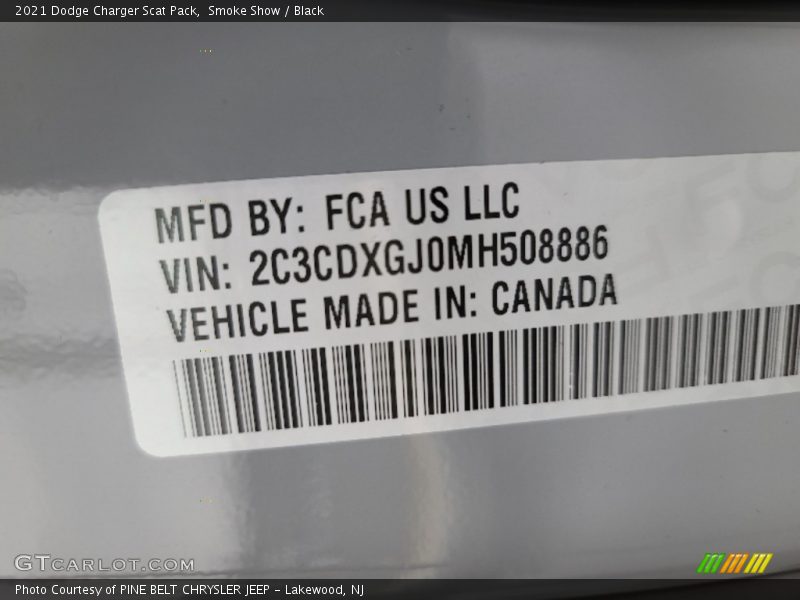 2021 Dodge Charger Scat Pack,  Smoke Show / Black
MFD BY: FCA US LLC
VIN: 2C3CDXGJ0MH508886
VEHICLE MADE IN: CANADA
GTCARLOT.COM
Photo Courtesy of PINE BELT CHRYSLER JEEP - Lakewood, NJ